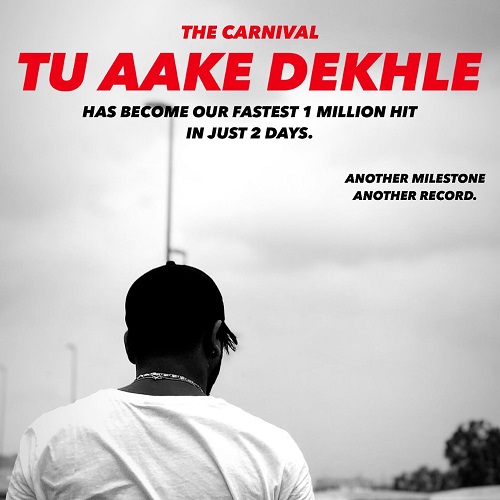 THE CARNIVAL
TU AAKE DEKHLE
HAS BECOME OUR FASTEST 1 MILLION HIT
IN JUST 2 DAYS.
ANOTHER MILESTONE
ANOTHER RECORD.